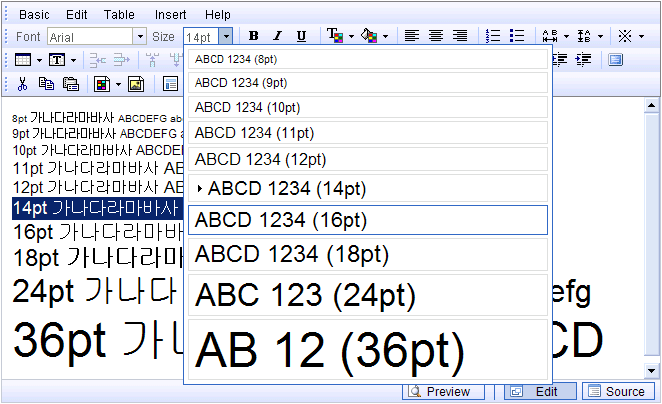 Basic Edit Table Insert Help
Font Arial Size 14pt B I U
8pt 가나다라마바사 ABCDEFG abc
9pt 가나다라마바사 ABCDEFG
10pt 가나다라마바사 ABCDE
11pt 가나다라마바사 AB
12pt 가나다라마바사 AB
14pt 가나다라마바사
16pt 가나다라마바사
18pt 가나다라마
24pt 가나다 efg
36pt 가니 CD
ABCD 1234 (8pt)
ABCD 1234 (9pt)
ABCD 1234 (10pt)
ABCD 1234 (11pt)
ABCD 1234 (12pt)
ABCD 1234 (14pt)
ABCD 1234 (16pt)
ABCD 1234 (18pt)
ABC 123 (24pt)
AB 12 (36pt)
Preview Edit Source